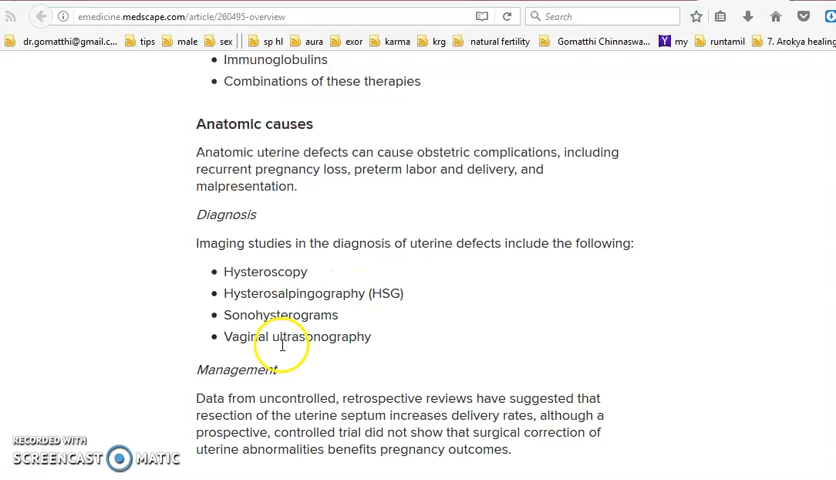 emedicine.medscape.com/article/260495-overview
Search
dr.gomatthi@gmail.c... tips male sex sp hl aura exor karma krg natural fertility Gomatthi Chinnaswa... my runtamil 7. Arokya healing
Immunoglobulins
Combinations of these therapies
Anatomic causes
Anatomic uterine defects can cause obstetric complications, including
recurrent pregnancy loss, preterm labor and delivery, and
malpresentation.
Diagnosis
Imaging studies in the diagnosis of uterine defects include the following:
Hysteroscopy
Hysterosalpingography (HSG)
Sonohysterograms
Vaginal ultrasonography
Management
Data from uncontrolled, retrospective reviews have suggested that
resection of the uterine septum increases delivery rates, although a
prospective, controlled trial did not show that surgical correction of
uterine abnormalities benefits pregnancy outcomes.
RECORDED WITH
SCREENCAST MATIC